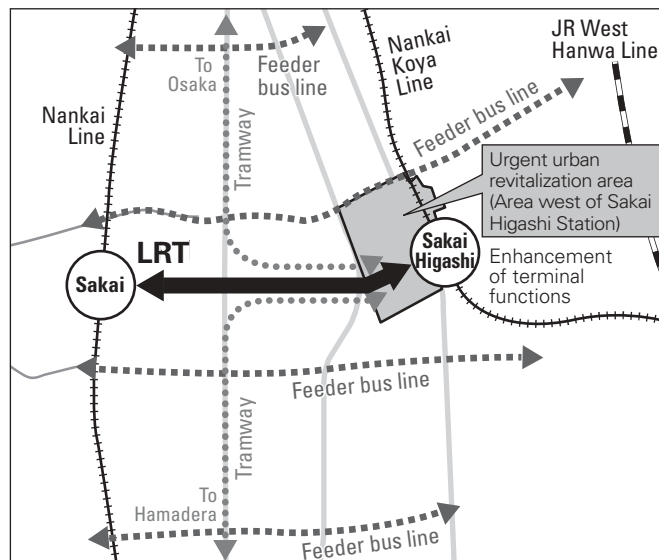 JR West
Hanwa Line
Nankai
Koya
Line
To
Osaka
Feeder
bus line
Nankai
Line
Tramway
Feeder bus line
Urgent urban
revitalization area
(Area west of Sakai
Higashi Station)
LRT
Sakai
Sakai
Higashi
Enhancement
of terminal
functions
Feeder bus line
Tramway
To
Hamadera
Feeder bus line